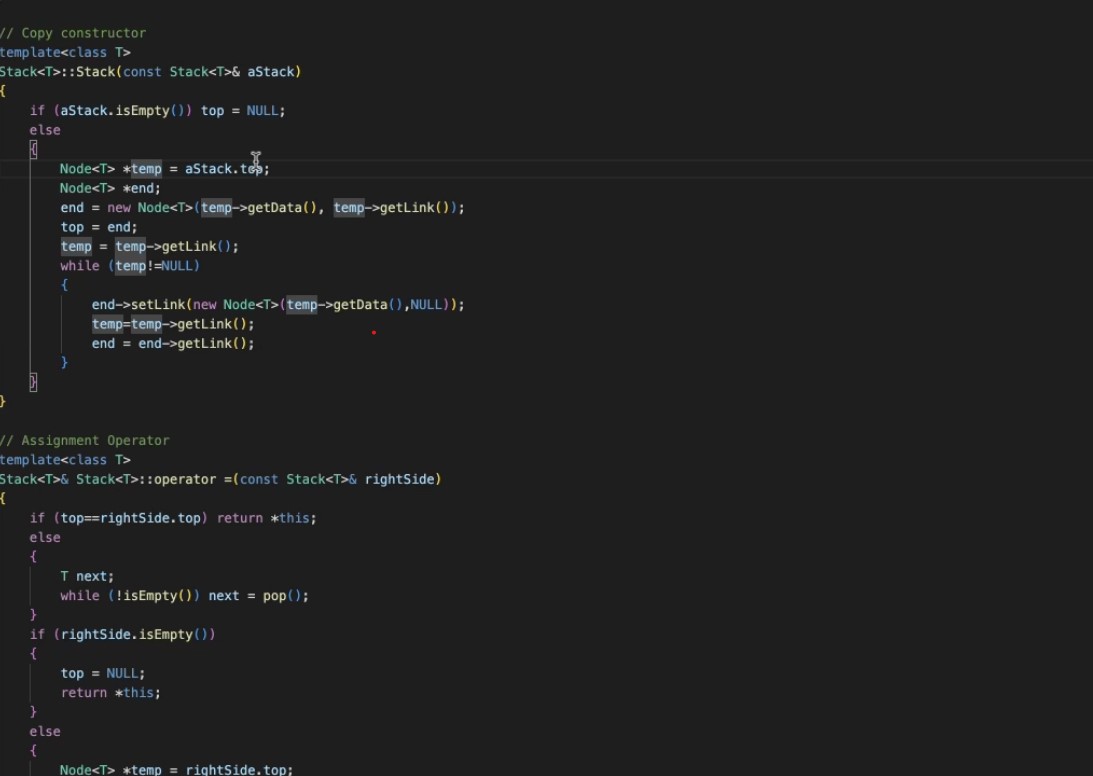 // Copy constructor
template<class T>
Stack<T>::Stack(const Stack<T>& aStack)
{
    if (aStack.isEmpty()) top = NULL;
    else
    {
        Node<T> *temp = aStack.top;
        Node<T> *end;
        end = new Node<T>(temp->getData(), temp->getLink());
        top = end;
        temp = temp->getLink();
        while (temp!=NULL)
        {
            end->setLink(new Node<T>(temp->getData(),NULL));
            temp=temp->getLink();
            end = end->getLink();
        }
    }
}
// Assignment Operator
template<class T>
Stack<T>& Stack<T>::operator =(const Stack<T>& rightSide)
{
    if (top==rightSide.top) return *this;
    else
    {
        T next;
        while (!isEmpty()) next = pop();
    }
    if (rightSide.isEmpty())
    {
        top = NULL;
        return *this;
    }
    else
    {
        Node<T> *temp = rightSide.top;